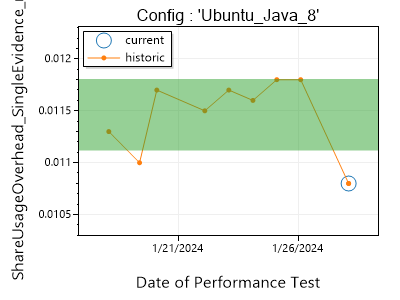 Config : 'Ubuntu_Java_8'
current
historic
0.012
0.0115
0.011
0.0105
1/21/2024
1/26/2024
Date of Performance Test
ShareUsageOverhead_SingleEvidence_